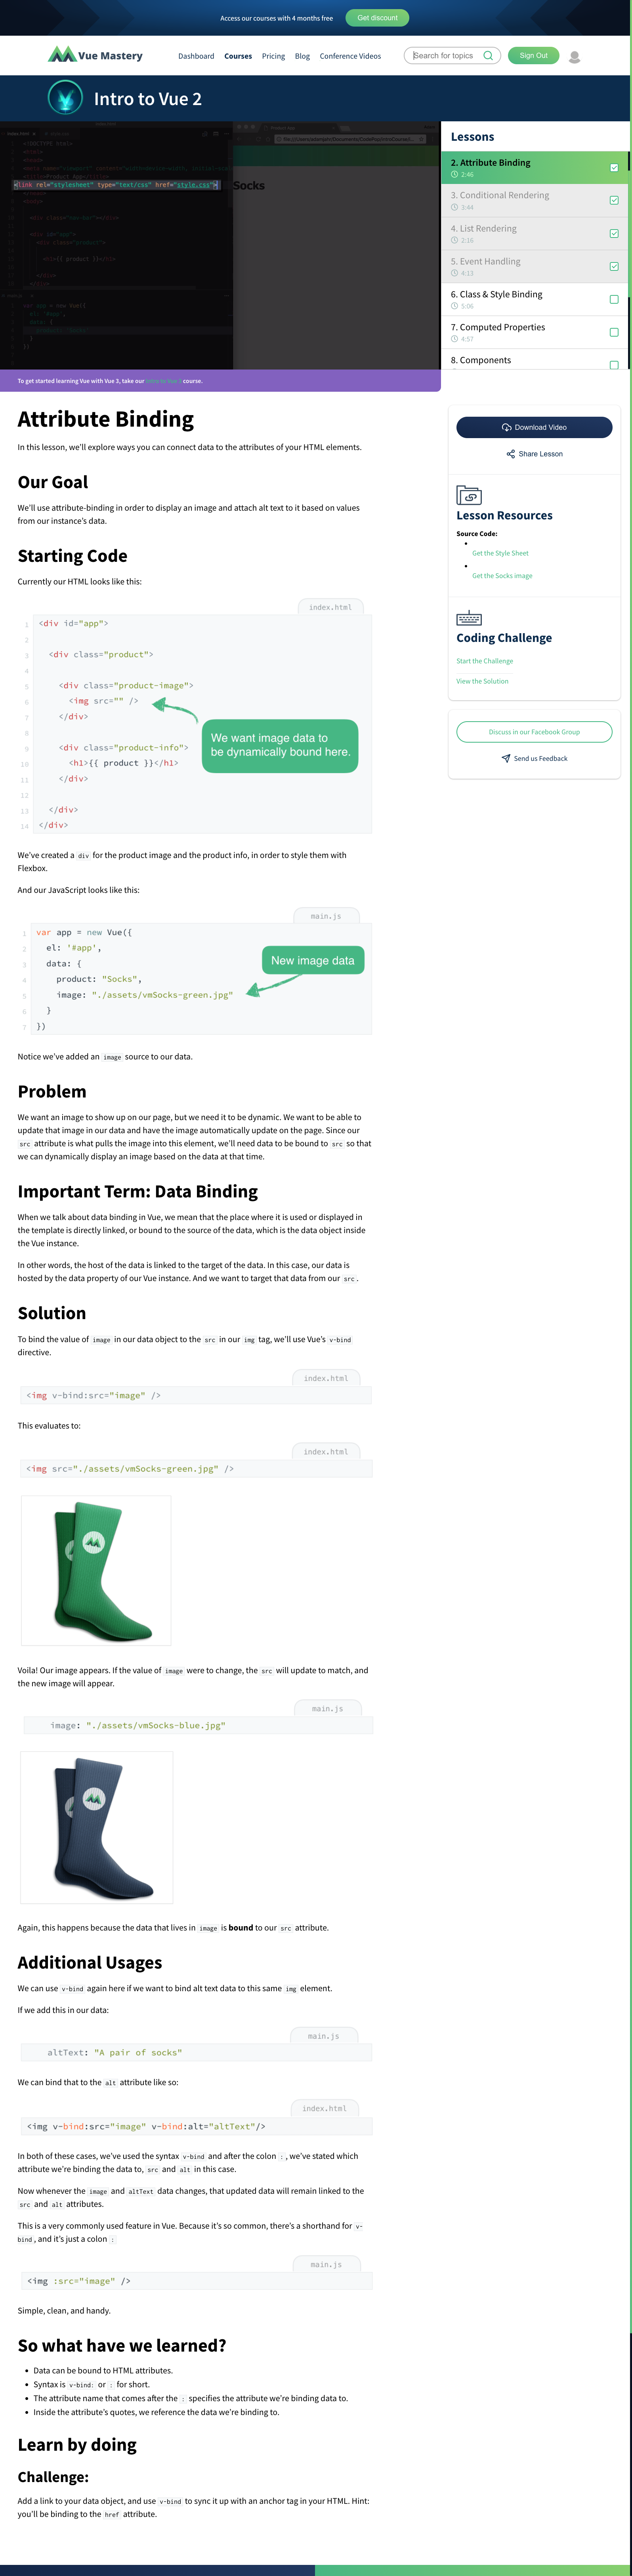 Access our courses with 4 months free
Get discount
Vue Mastery
Dashboard
Courses
Pricing
Blog
Conference Videos
Search for topics
Sign Out
Intro to Vue 2
<link rel="stylesheet" type="text/css" href="style.css">
Socks
Lessons
2. Attribute Binding
2:46
3. Conditional Rendering
3:44
4. List Rendering
2:16
5. Event Handling
4:13
6. Class & Style Binding
5:06
7. Computed Properties
4:57
8. Components
To get started learning Vue with Vue 3, take our Intro to Vue 3 course.
Attribute Binding
In this lesson, we'll explore ways you can connect data to the attributes of your HTML elements.
Our Goal
We'll use attribute-binding in order to display an image and attach alt text to it based on values
from our instance's data.
Starting Code
Currently our HTML looks like this:
index.html
1 <div id="app">
2
3 <div class="product">
4
5 <div class="product-image">
6 <img src="" />
7 </div>
8
9 <div class="product-info">
10 <h1>{{ product }}</h1>
11 </div>
12
13 </div>
14 </div>
We want image data to
be dynamically bound here.
We've created a div for the product image and the product info, in order to style them with
Flexbox.
And our JavaScript looks like this:
main.js
1 var app = new Vue({
2 el: '#app',
3 data: {
4 product: "Socks",
5 image: "./assets/vmSocks-green.jpg"
6 }
7 })
New image data
Notice we've added an image source to our data.
Problem
We want an image to show up on our page, but we need it to be dynamic. We want to be able to
update that image in our data and have the image automatically update on the page. Since our
src attribute is what pulls the image into this element, we'll need data to be bound to src so that
we can dynamically display an image based on the data at that time.
Important Term: Data Binding
When we talk about data binding in Vue, we mean that the place where it is used or displayed in
the template is directly linked, or bound to the source of the data, which is the data object inside
the Vue instance.
In other words, the host of the data is linked to the target of the data. In this case, our data is
hosted by the data property of our Vue instance. And we want to target that data from our src .
Solution
To bind the value of image in our data object to the src in our img tag, we'll use Vue's v-bind
directive.
index.html
<img v-bind:src="image" />
This evaluates to:
index.html
<img src="./assets/vmSocks-green.jpg" />
Voila! Our image appears. If the value of image were to change, the src will update to match, and
the new image will appear.
main.js
image: "./assets/vmSocks-blue.jpg"
Again, this happens because the data that lives in image is bound to our src attribute.
Additional Usages
We can use v-bind again here if we want to bind alt text data to this same img element.
If we add this in our data:
main.js
altText: "A pair of socks"
We can bind that to the alt attribute like so:
index.html
<img v-bind:src="image" v-bind:alt="altText"/>
In both of these cases, we've used the syntax v-bind and after the colon : , we've stated which
attribute we're binding the data to, src and alt in this case.
Now whenever the image and altText data changes, that updated data will remain linked to the
src and alt attributes.
This is a very commonly used feature in Vue. Because it's so common, there's a shorthand for v-
bind , and it's just a colon :
main.js
<img :src="image" />
Simple, clean, and handy.
So what have we learned?
• Data can be bound to HTML attributes.
• Syntax is v-bind: or : for short.
• The attribute name that comes after the : specifies the attribute we're binding data to.
• Inside the attribute's quotes, we reference the data we're binding to.
Learn by doing
Challenge:
Add a link to your data object, and use v-bind to sync it up with an anchor tag in your HTML. Hint:
you'll be binding to the href attribute.
Download Video
Share Lesson
Lesson Resources
Source Code:
• Get the Style Sheet
• Get the Socks image
Coding Challenge
Start the Challenge
View the Solution
Discuss in our Facebook Group
Send us Feedback